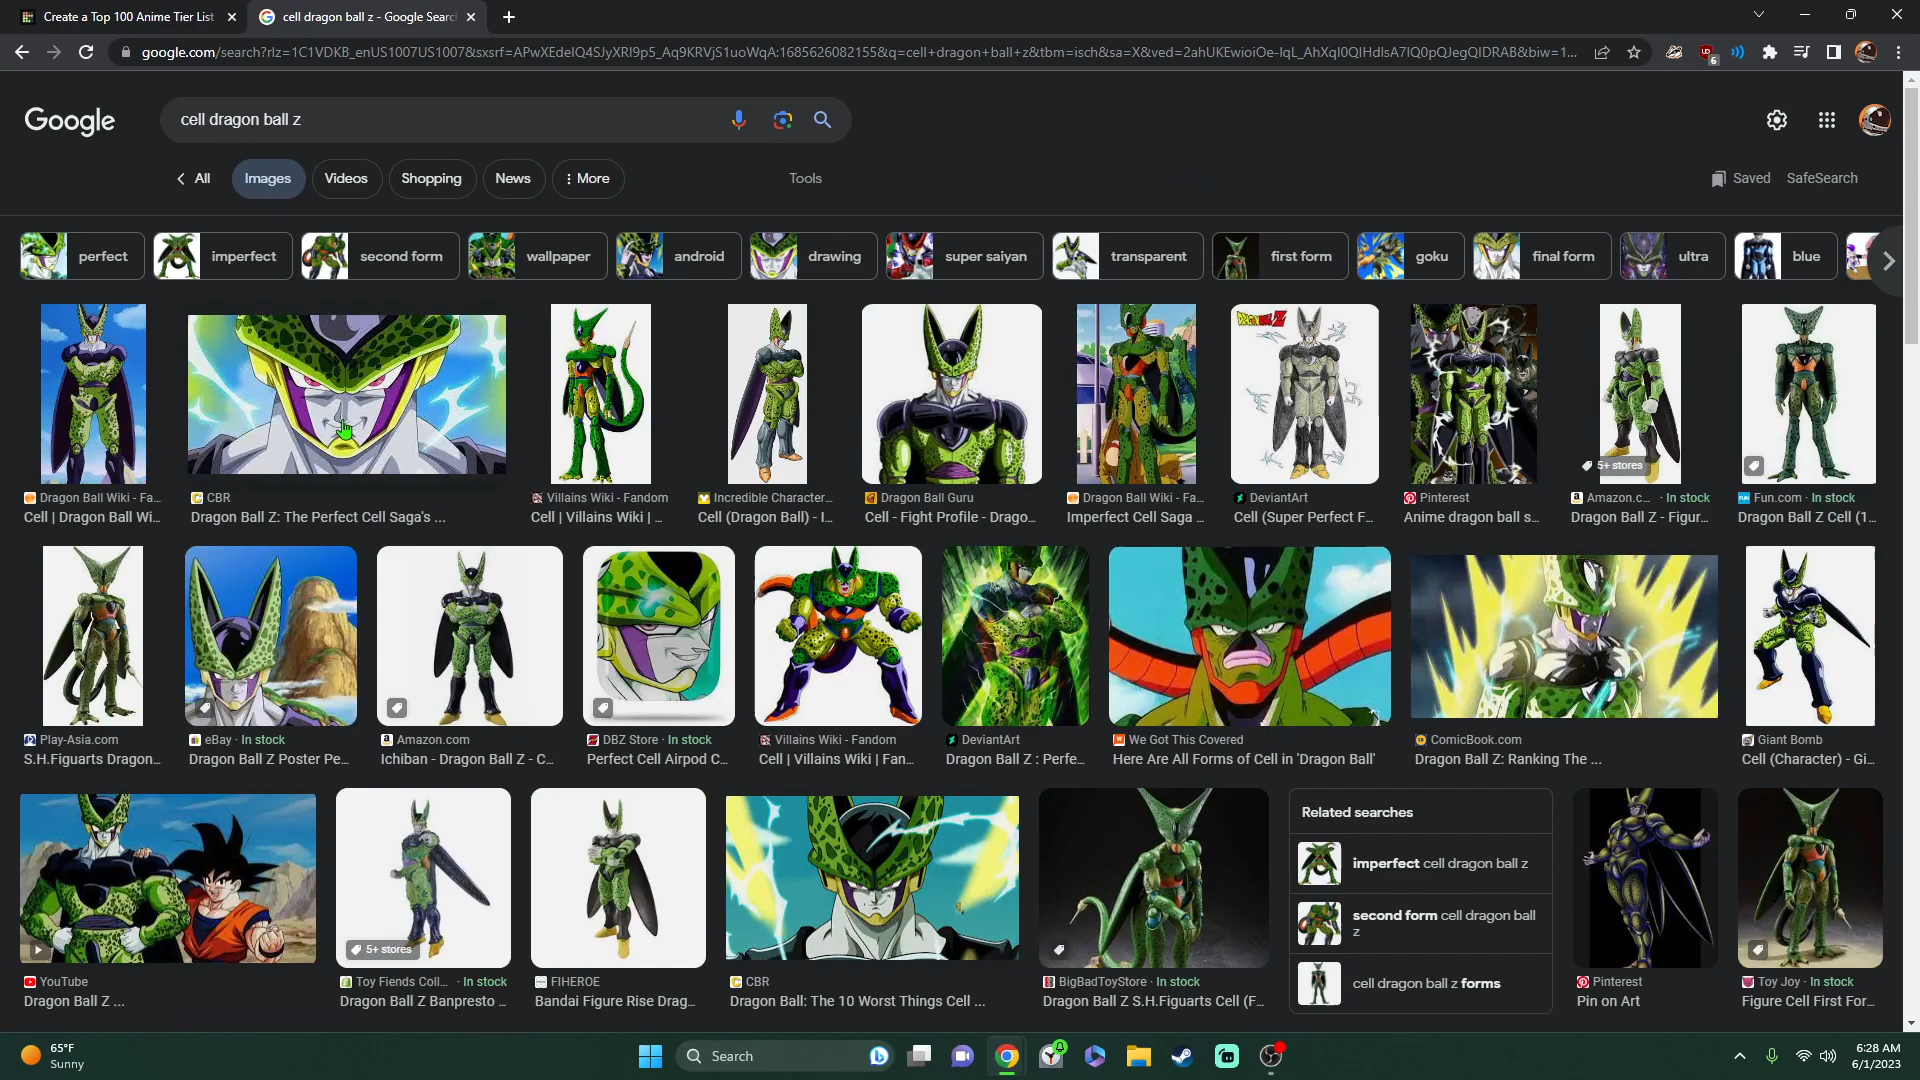 Create a Top 100 Anime Tier List
cell dragon ball z - Google Searc
google.com/search?rlz=1C1VDKB_enUS1007US1007&sxsrf=APwXEdeIQ4SJyXRI9p5_Aq9KRVjS1uoWqA:1685626082155&q=cell+dragon+ball+z&tbm=isch&sa=X&ved=2ahUKEwioiOe-IqL_AhXqI0QIHdlsA7IQ0pQJegQIDRAB&biw=1...
6
Google
cell dragon ball z
All
Images
Videos
Shopping
News
More
Tools
Saved
SafeSearch
perfect
imperfect
second form
wallpaper
android
drawing
super saiyan
transparent
first form
goku
final form
ultra
blue
5+ stores
Dragon Ball Wiki - Fa...
Cell | Dragon Ball Wi...
CBR
Dragon Ball Z: The Perfect Cell Saga's ...
Villains Wiki - Fandom
Cell | Villains Wiki | ...
Incredible Character...
Cell (Dragon Ball) - I...
Dragon Ball Guru
Cell - Fight Profile - Drago...
Dragon Ball Wiki - Fa...
Imperfect Cell Saga ...
DRAGON BALL Z
DeviantArt
Cell (Super Perfect F...
Pinterest
Anime dragon ball s...
Amazon.c... · In stock
Dragon Ball Z - Figur...
Fun.com · In stock
Dragon Ball Z Cell (1...
Play-Asia.com
S.H.Figuarts Dragon...
eBay · In stock
Dragon Ball Z Poster Pe...
Amazon.com
Ichiban - Dragon Ball Z - C...
DBZ Store · In stock
Perfect Cell Airpod C...
Villains Wiki - Fandom
Cell | Villains Wiki | Fan...
DeviantArt
Dragon Ball Z : Perfe...
We Got This Covered
Here Are All Forms of Cell in 'Dragon Ball'
ComicBook.com
Dragon Ball Z: Ranking The ...
Giant Bomb
Cell (Character) - Gi...
YouTube
Dragon Ball Z ...
5+ stores
Toy Fiends Coll... · In stock
Dragon Ball Z Banpresto ...
FIHEROE
Bandai Figure Rise Drag...
CBR
Dragon Ball: The 10 Worst Things Cell ...
BigBadToyStore · In stock
Dragon Ball Z S.H.Figuarts Cell (F...
Related searches
imperfect cell dragon ball z
second form cell dragon ball
z
cell dragon ball z forms
Pinterest
Pin on Art
Toy Joy · In stock
Figure Cell First For...
65°F
Sunny
Search
6:28 AM
6/1/2023